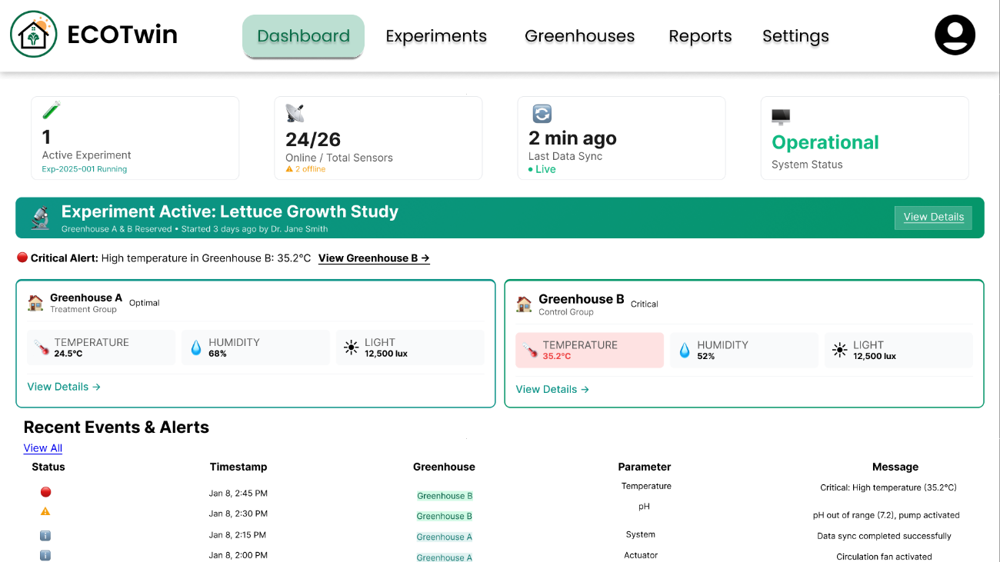 ECOTwin
Dashboard Experiments Greenhouses Reports Settings
1
Active Experiment
Exp-2025-001 Running
24/26
Online / Total Sensors
2 offline
2 min ago
Last Data Sync
• Live
Operational
System Status
Experiment Active: Lettuce Growth Study
Greenhouse A & B Reserved • Started 3 days ago by Dr. Jane Smith
View Details
Critical Alert: High temperature in Greenhouse B: 35.2°C View Greenhouse B →
Greenhouse A Optimal
Treatment Group
TEMPERATURE
24.5°C
HUMIDITY
68%
LIGHT
12,500 lux
View Details →
Greenhouse B Critical
Control Group
TEMPERATURE
35.2°C
HUMIDITY
52%
LIGHT
12,500 lux
View Details →
Recent Events & Alerts
View All
Status Timestamp Greenhouse Parameter Message
Jan 8, 2:45 PM Greenhouse B Temperature Critical: High temperature (35.2°C)
Jan 8, 2:30 PM Greenhouse B pH pH out of range (7.2), pump activated
Jan 8, 2:15 PM Greenhouse A System Data sync completed successfully
Jan 8, 2:00 PM Greenhouse A Actuator Circulation fan activated